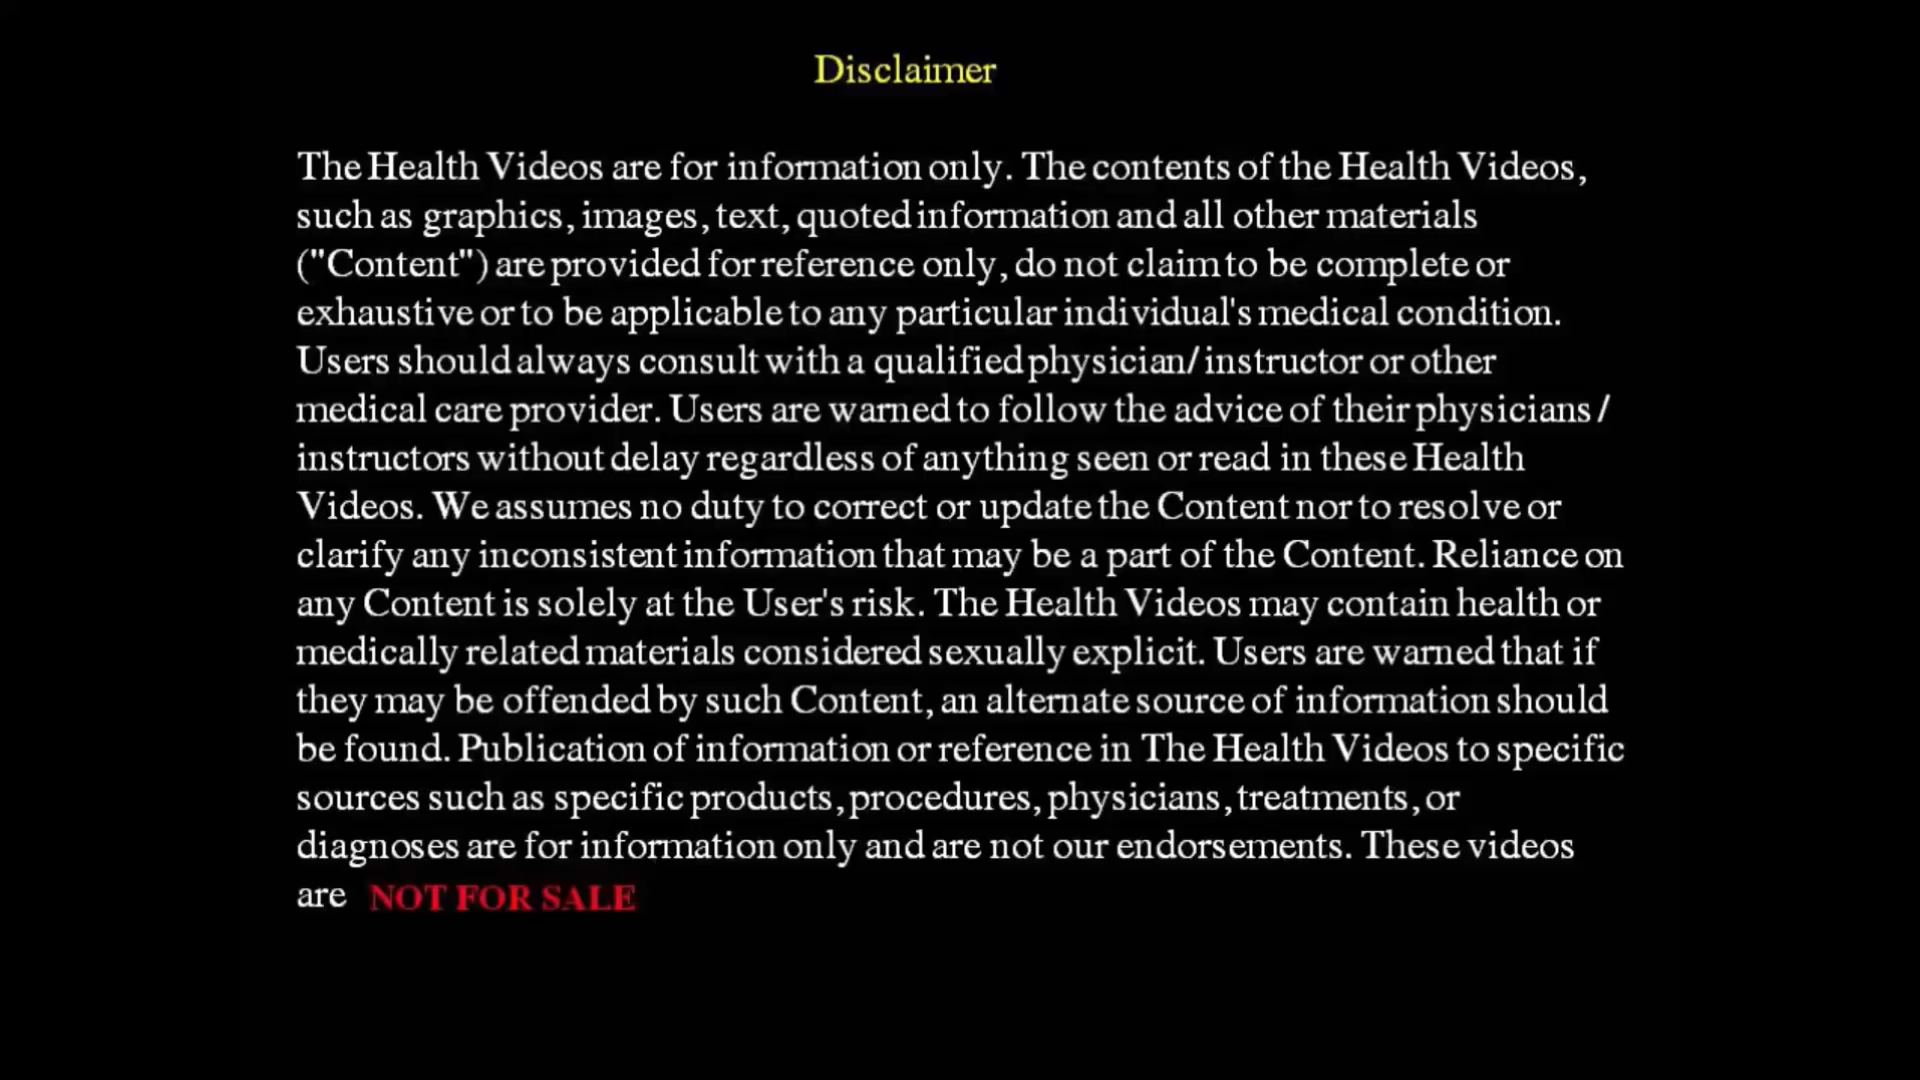 Disclaimer
The Health Videos are for information only. The contents of the Health Videos,
such as graphics, images, text, quoted information and all other materials
("Content") are provided for reference only, do not claim to be complete or
exhaustive or to be applicable to any particular individual's medical condition.
Users should always consult with a qualified physician/ instructor or other
medical care provider. Users are warned to follow the advice of their physicians /
instructors without delay regardless of anything seen or read in these Health
Videos. We assumes no duty to correct or update the Content nor to resolve or
clarify any inconsistent information that may be a part of the Content. Reliance on
any Content is solely at the User's risk. The Health Videos may contain health or
medically related materials considered sexually explicit. Users are warned that if
they may be offended by such Content, an alternate source of information should
be found. Publication of information or reference in The Health Videos to specific
sources such as specific products, procedures, physicians, treatments, or
diagnoses are for information only and are not our endorsements. These videos
are NOT FOR SALE